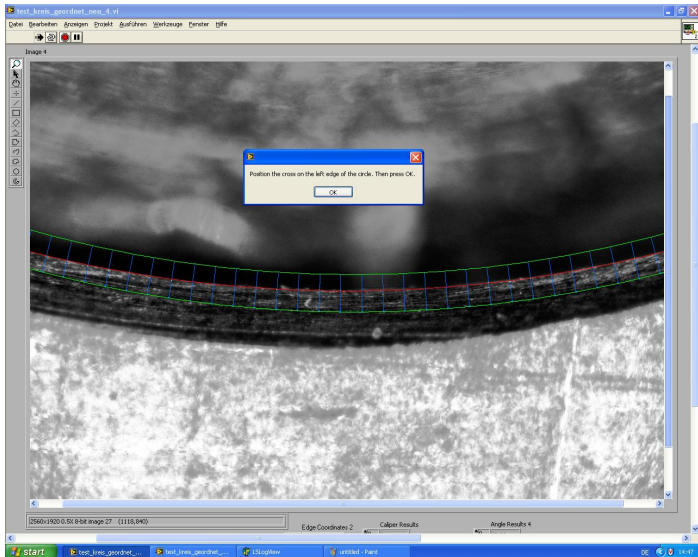 test_kreis_geordnet_neu_4.vi
Datei Bearbeiten Anzeigen Projekt Ausführen Werkzeuge Fenster Hilfe
Image 4
Position the cross on the left edge of the circle. Then press OK.
OK
2560x1920 0.5X 8-bit image 27 (1118,840)
Edge Coordinates 2 Caliper Results Angle Results 4
start test_kreis_geordnet_... test_kreis_geordnet_... LSLogView untitled - Paint DE 14:49